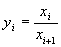 y_i = x_i / x_{i+1}